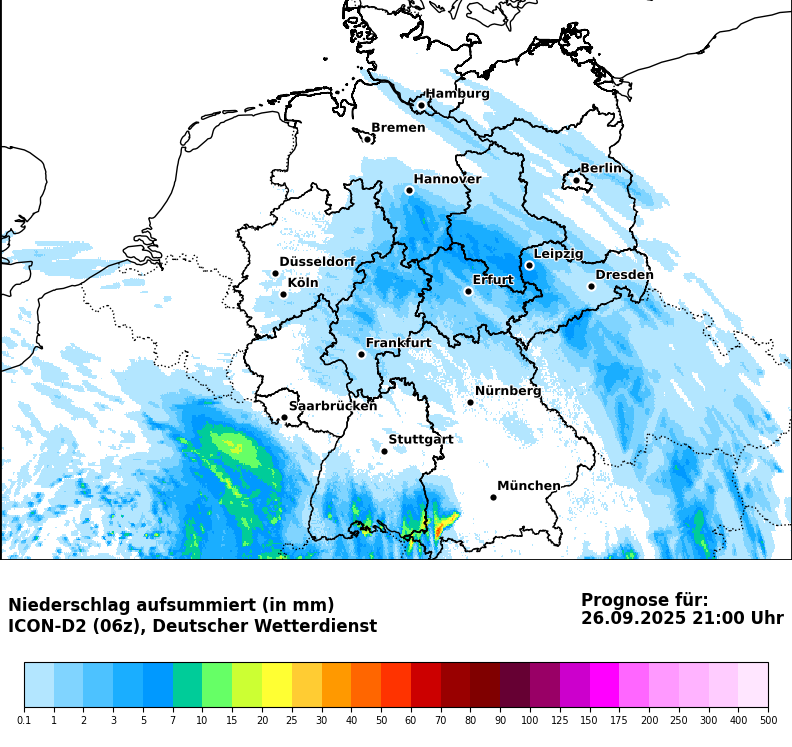 Hamburg
Bremen
Berlin
Hannover
Leipzig
Düsseldorf
Dresden
Erfurt
Köln
Frankfurt
Nürnberg
Saarbrücken
Stuttgart
München
Niederschlag aufsummiert (in mm)
ICON-D2 (06z), Deutscher Wetterdienst
Prognose für:
26.09.2025 21:00 Uhr
0.1 1 2 3 5 7 10 15 20 25 30 40 50 60 70 80 90 100 125 150 175 200 250 300 400 500